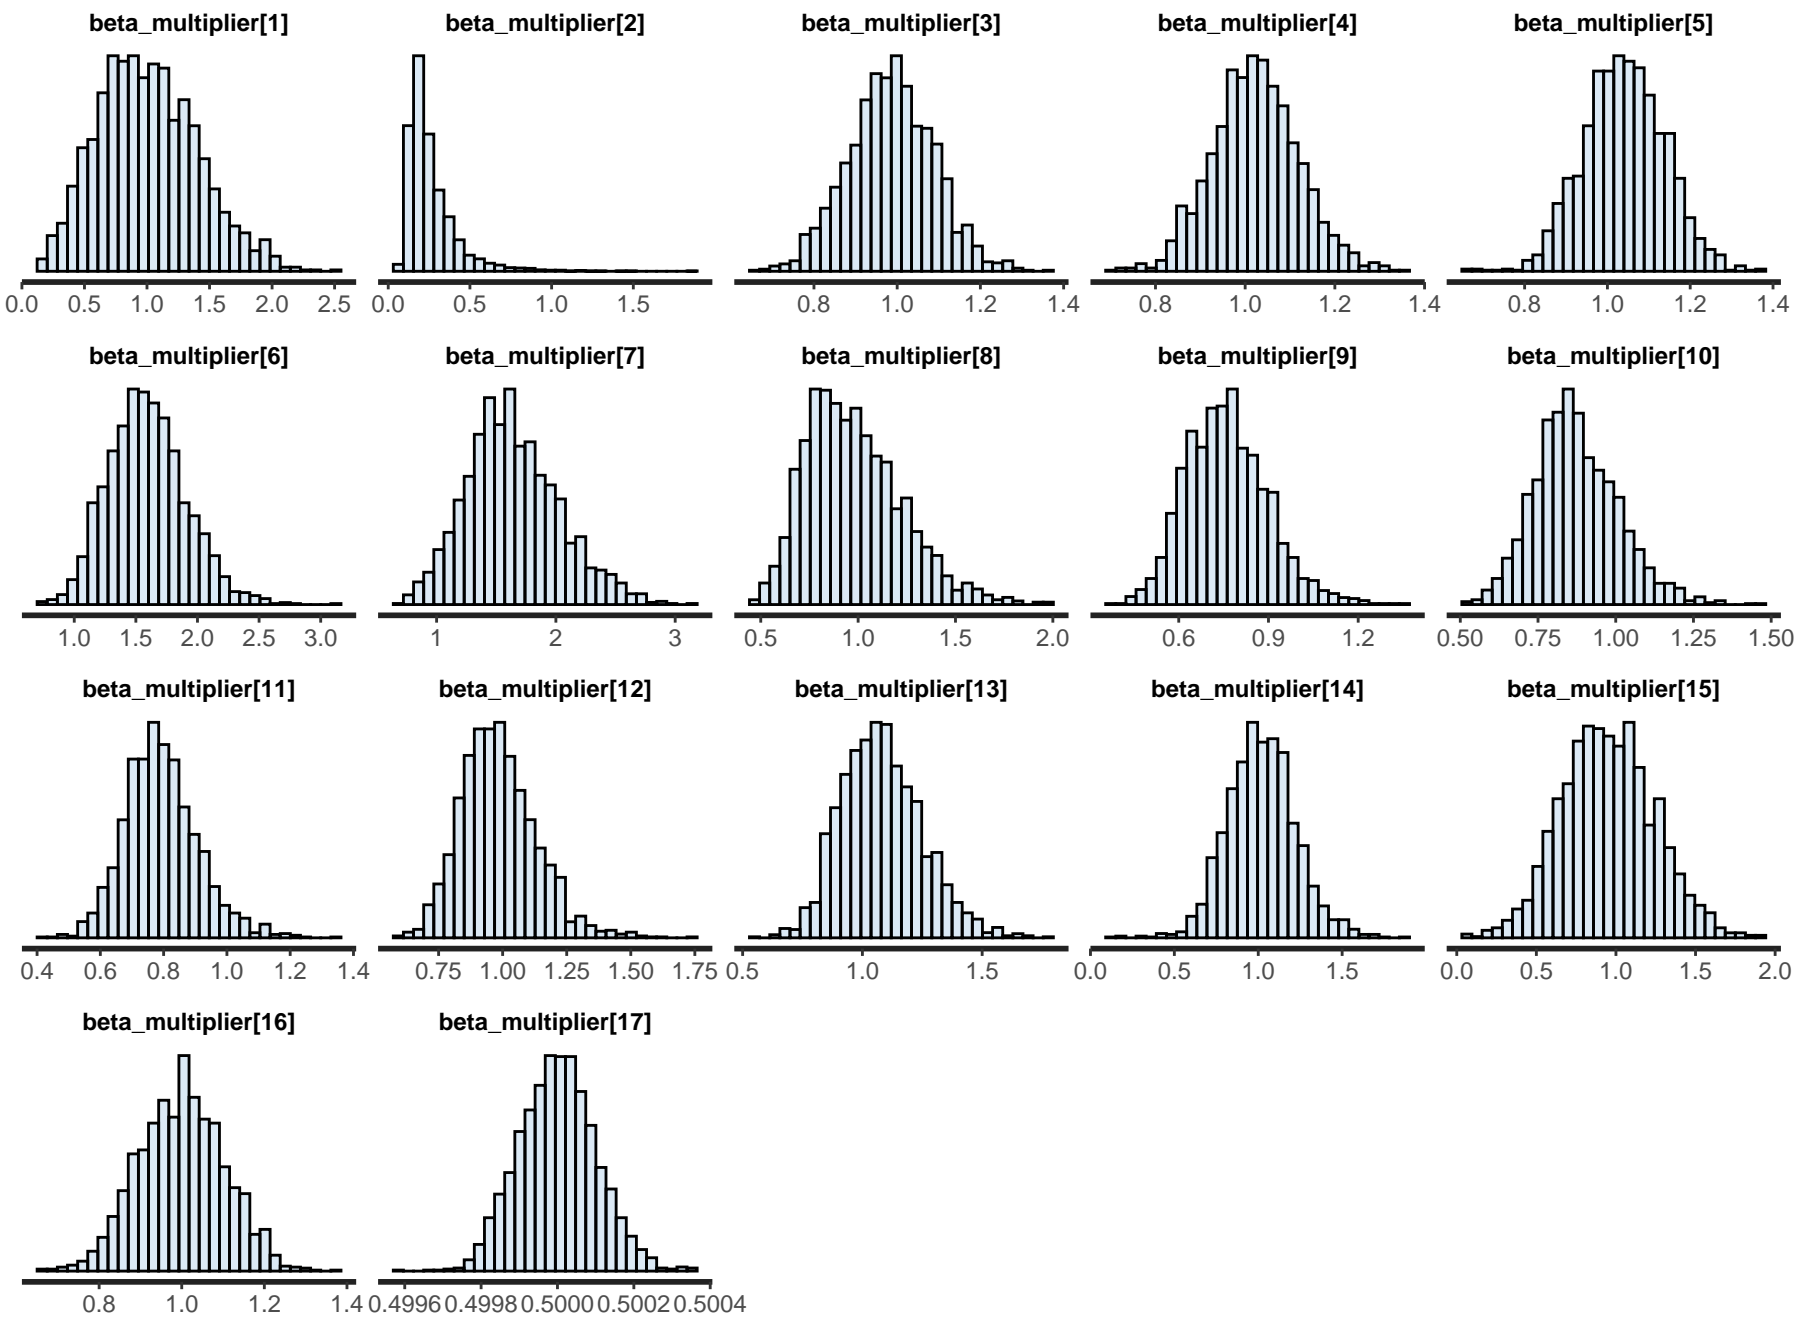 beta_multiplier[1] beta_multiplier[2] beta_multiplier[3] beta_multiplier[4] beta_multiplier[5]
0.0 0.5 1.0 1.5 2.0 2.5 0.0 0.5 1.0 1.5 0.8 1.0 1.2 1.4 0.8 1.0 1.2 1.4 0.8 1.0 1.2 1.4
beta_multiplier[6] beta_multiplier[7] beta_multiplier[8] beta_multiplier[9] beta_multiplier[10]
1.0 1.5 2.0 2.5 3.0 1 2 3 0.5 1.0 1.5 2.0 0.6 0.9 1.2 0.50 0.75 1.00 1.25 1.50
beta_multiplier[11] beta_multiplier[12] beta_multiplier[13] beta_multiplier[14] beta_multiplier[15]
0.4 0.6 0.8 1.0 1.2 1.4 0.75 1.00 1.25 1.50 1.75 0.5 1.0 1.5 0.0 0.5 1.0 1.5 0.0 0.5 1.0 1.5 2.0
beta_multiplier[16] beta_multiplier[17]
0.8 1.0 1.2 1.4 0.4996 0.4998 0.5000 0.5002 0.5004